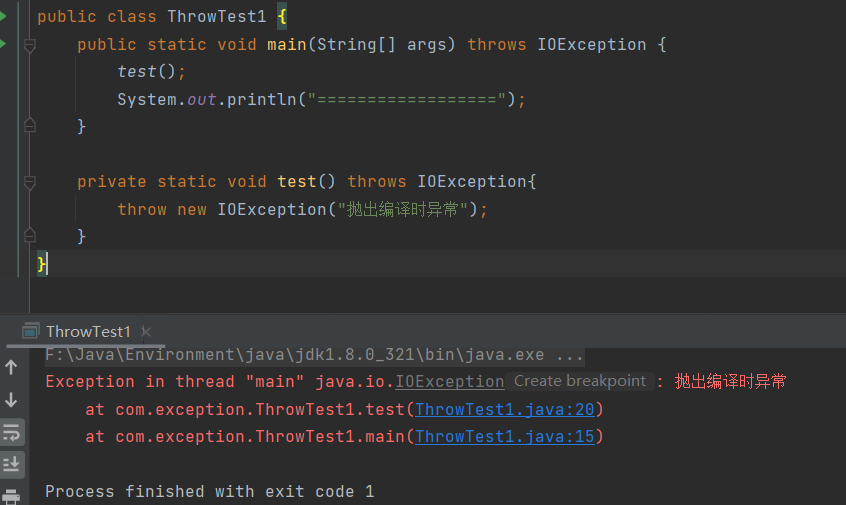 public class ThrowTest1 {
public static void main(String[] args) throws IOException {
test();
System.out.println("==================");
}
private static void test() throws IOException{
throw new IOException("抛出编译时异常");
}
}
ThrowTest1
F:\Java\Environment\java\jdk1.8.0_321\bin\java.exe ...
Exception in thread "main" java.io.IOException Create breakpoint : 抛出编译时异常
at com.exception.ThrowTest1.test(ThrowTest1.java:20)
at com.exception.ThrowTest1.main(ThrowTest1.java:15)
Process finished with exit code 1